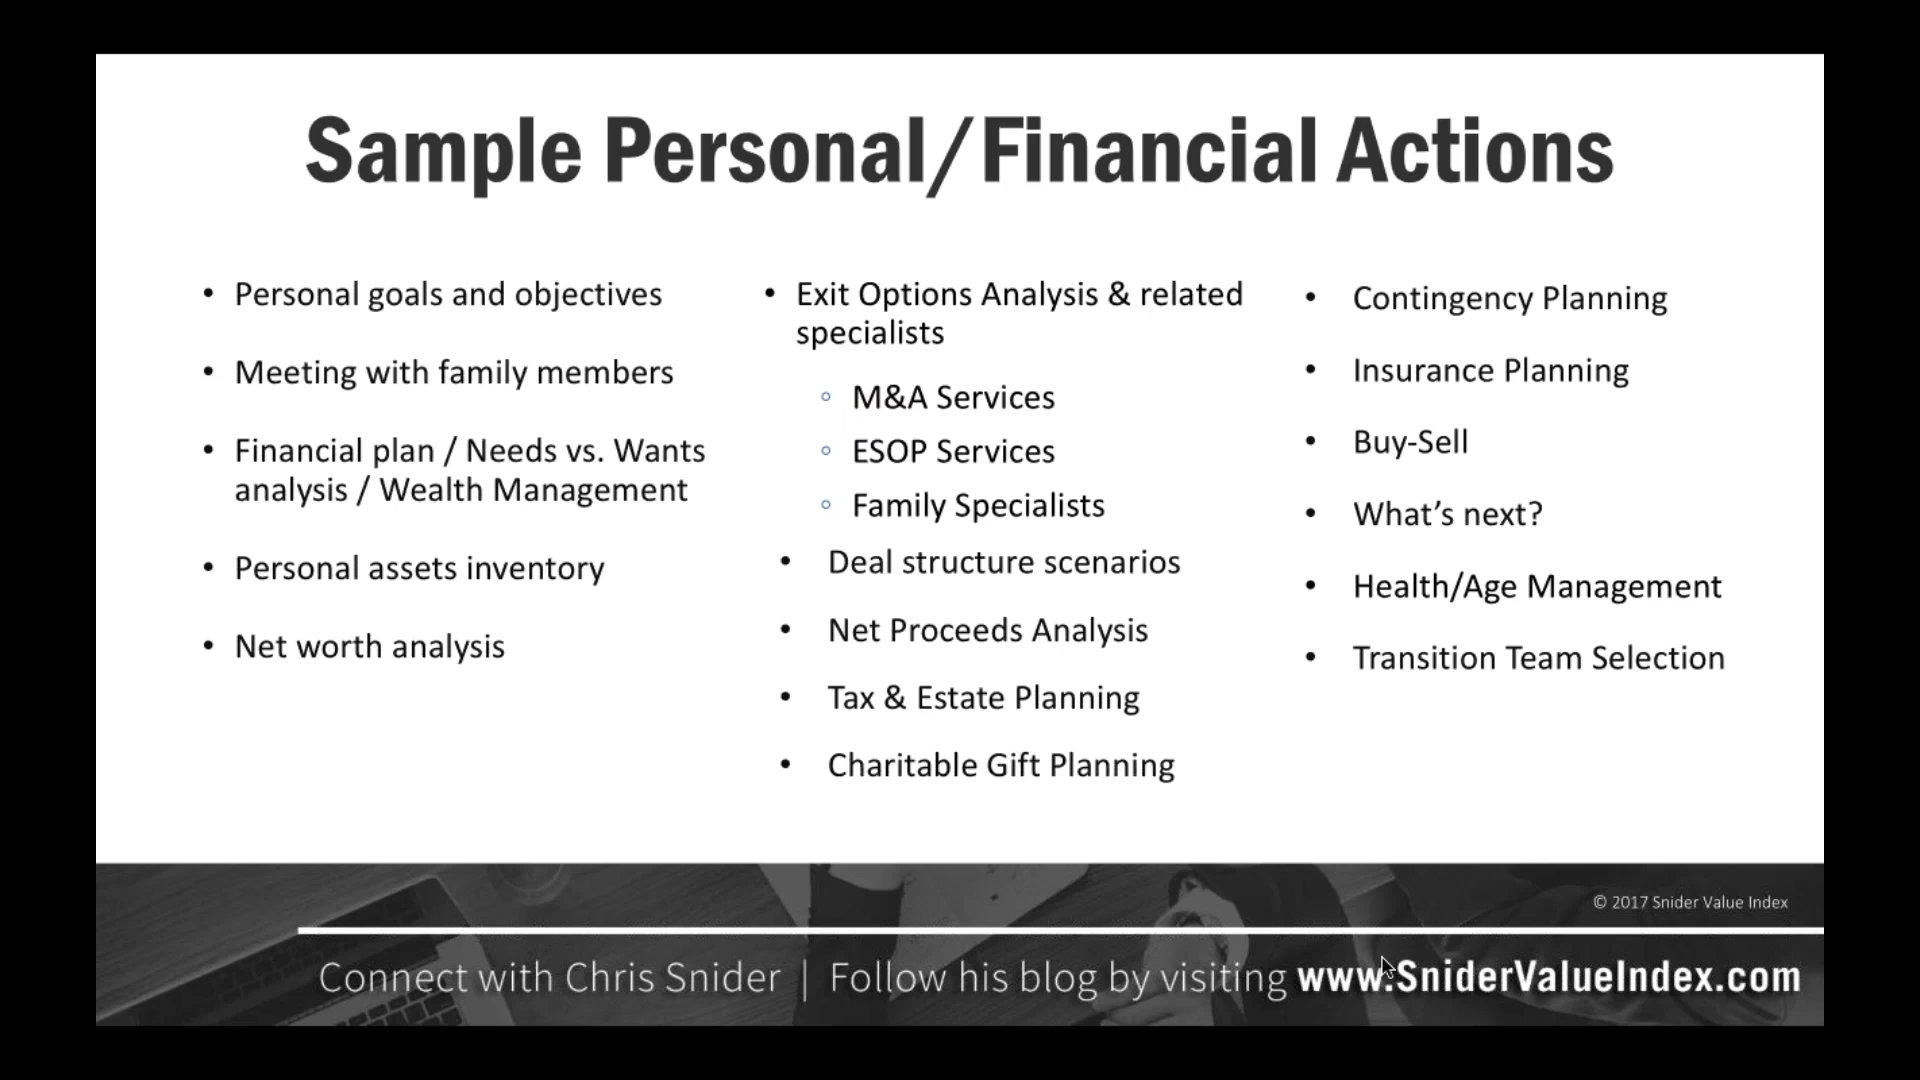 Sample Personal/Financial Actions
• Personal goals and objectives
• Meeting with family members
• Financial plan / Needs vs. Wants
analysis / Wealth Management
• Personal assets inventory
• Net worth analysis
• Exit Options Analysis & related
specialists
◦ M&A Services
◦ ESOP Services
◦ Family Specialists
• Deal structure scenarios
• Net Proceeds Analysis
• Tax & Estate Planning
• Charitable Gift Planning
• Contingency Planning
• Insurance Planning
• Buy-Sell
• What’s next?
• Health/Age Management
• Transition Team Selection
© 2017 Snider Value Index
Connect with Chris Snider | Follow his blog by visiting www.SniderValueIndex.com